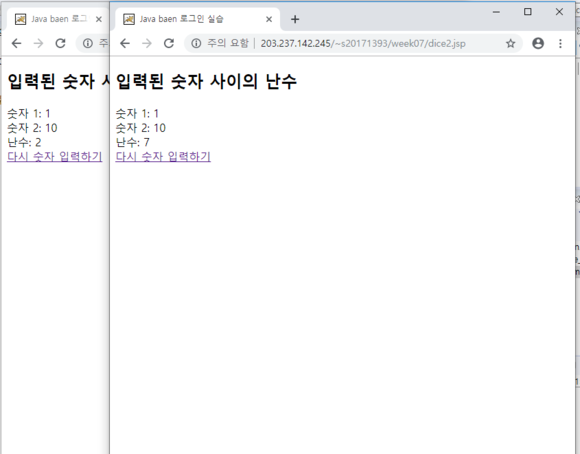 Java baen 로그
Java baen 로그인 실습
주의 요함 203.237.142.245/~s20171393/week07/dice2.jsp
입력된 숫자 사
숫자 1: 1
숫자 2: 10
난수: 2
다시 숫자 입력하기
입력된 숫자 사이의 난수
숫자 1: 1
숫자 2: 10
난수: 7
다시 숫자 입력하기